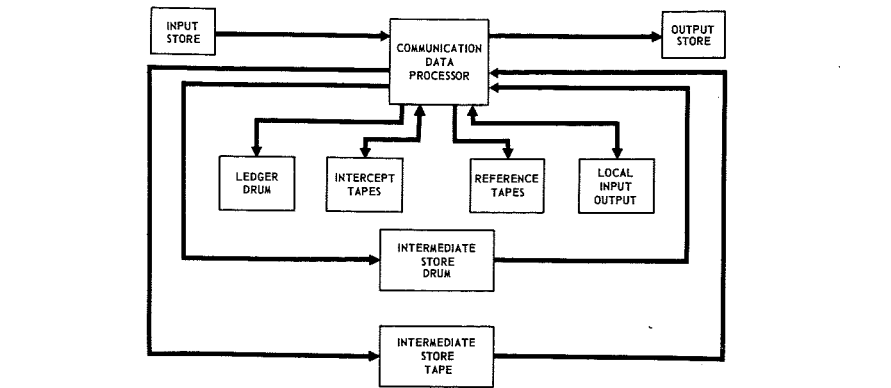 INPUT
STORE
COMMUNICATION
DATA
PROCESSOR
OUTPUT
STORE
LEDGER
DRUM
INTERCEPT
TAPES
REFERENCE
TAPES
LOCAL
INPUT
OUTPUT
INTERMEDIATE
STORE
DRUM
INTERMEDIATE
STORE
TAPE